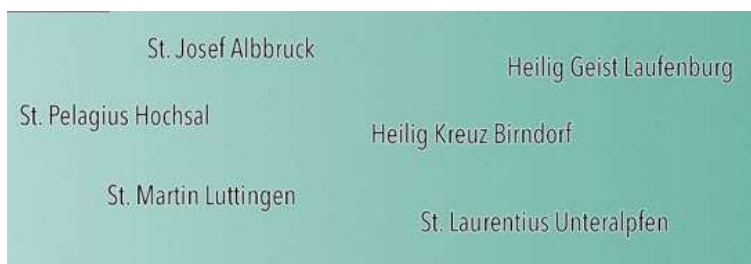 St. Josef Albbruck
Heilig Geist Laufenburg
St. Pelagius Hochsal
Heilig Kreuz Birndorf
St. Martin Luttingen
St. Laurentius Unteralpfen